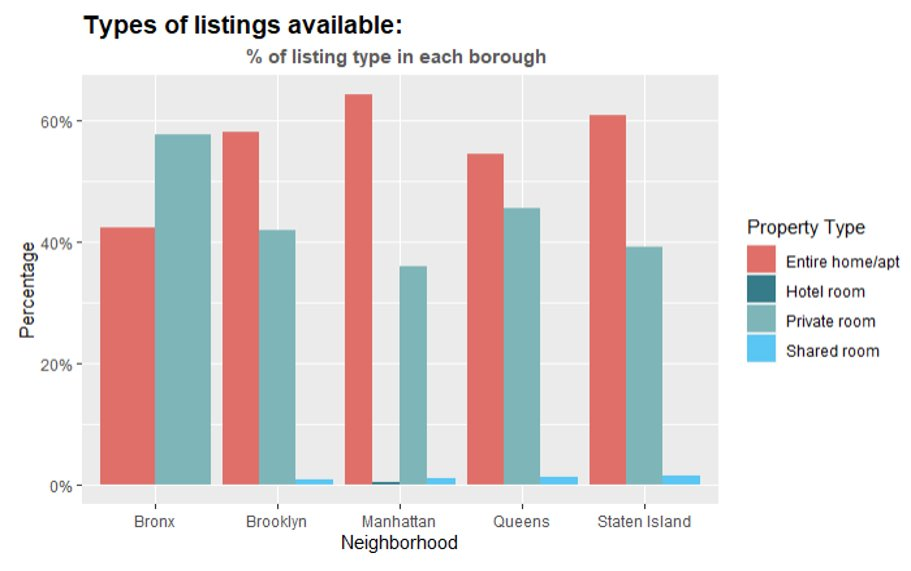 Types of listings available:
% of listing type in each borough
60%
40%
20%
0%
Percentage
Bronx Brooklyn Manhattan Queens Staten Island
Neighborhood
Property Type
Entire home/apt
Hotel room
Private room
Shared room